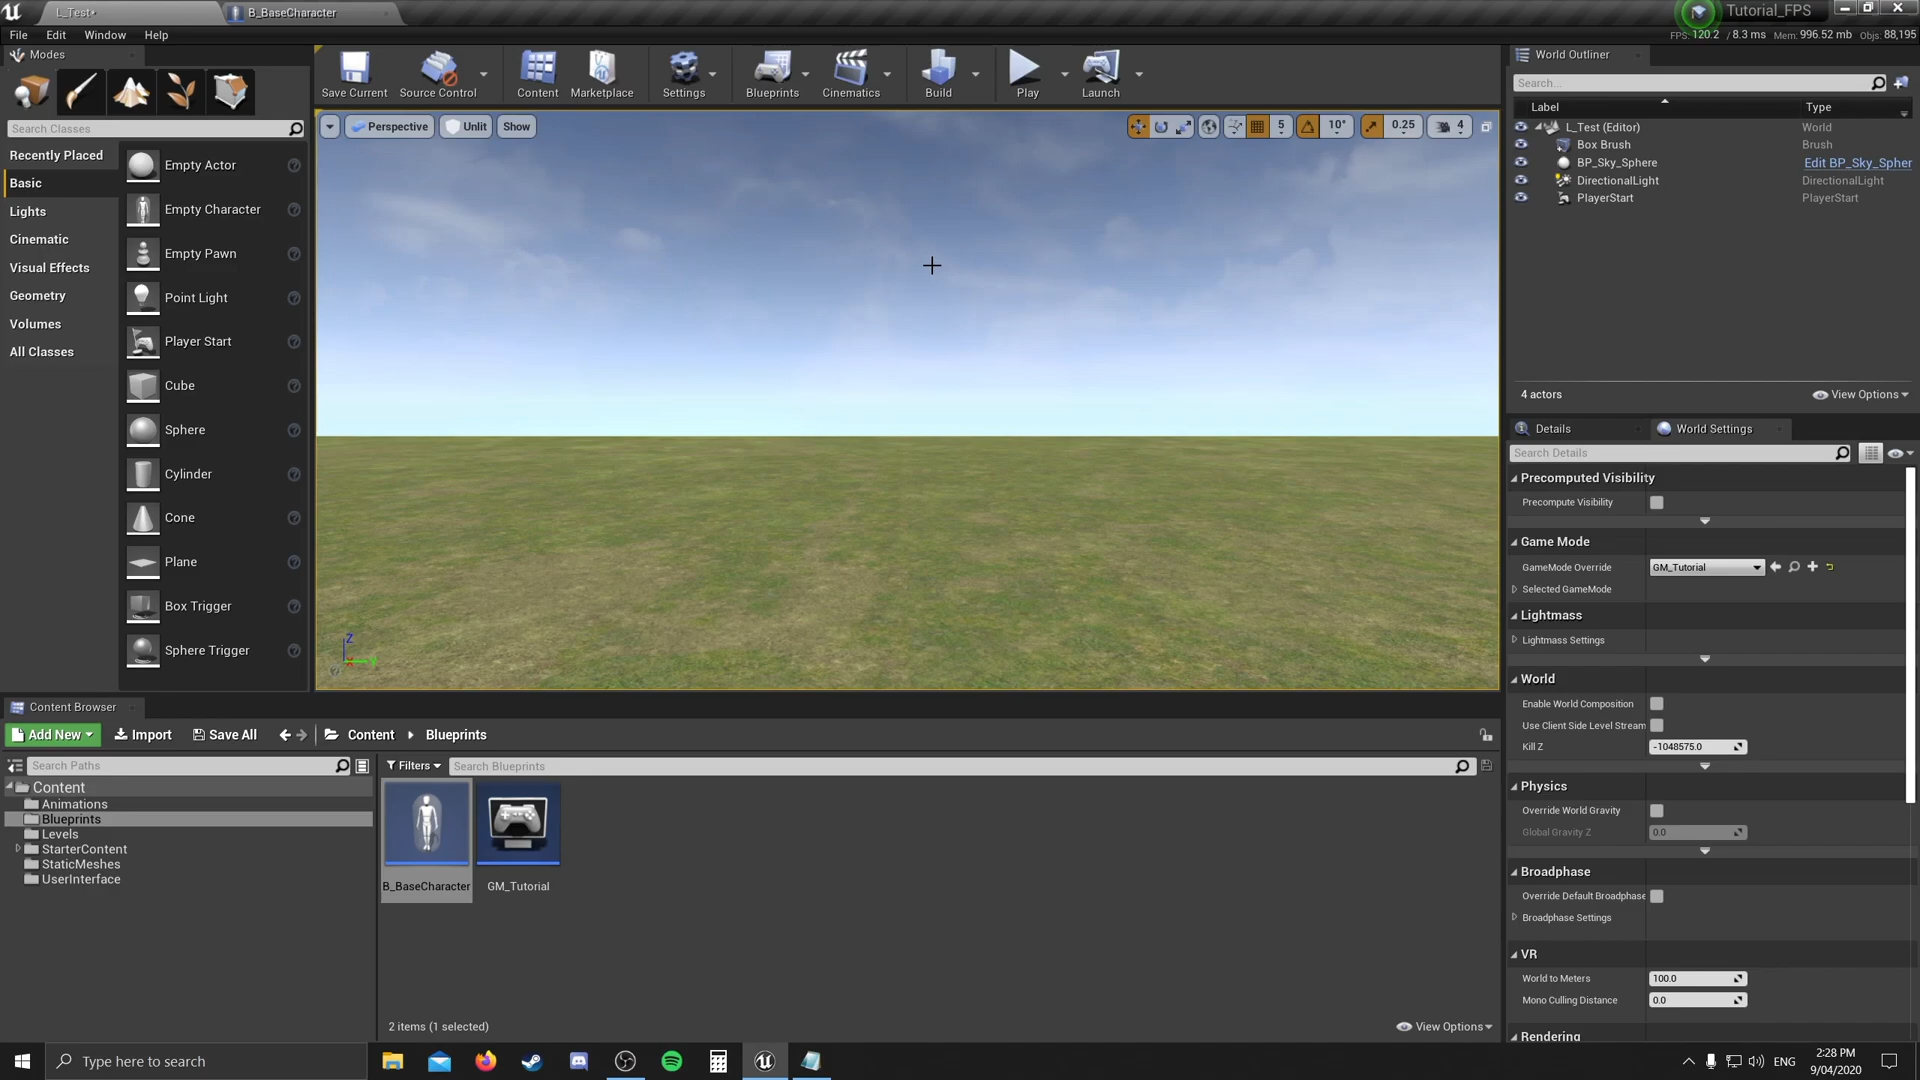 L_Test•
B_BaseCharacter
Tutorial_FPS
File Edit Window Help
FPS: 120.2 / 8.3 ms Mem: 996.52 mb Objs: 88,195
Modes
Search Classes
Recently Placed
Basic
Lights
Cinematic
Visual Effects
Geometry
Volumes
All Classes
Empty Actor
Empty Character
Empty Pawn
Point Light
Player Start
Cube
Sphere
Cylinder
Cone
Plane
Box Trigger
Sphere Trigger
Save Current
Source Control
Content
Marketplace
Settings
Blueprints
Cinematics
Build
Play
Launch
Perspective
Unlit
Show
5
10°
0.25
4
Z
World Outliner
Search...
Label Type
L_Test (Editor) World
Box Brush Brush
BP_Sky_Sphere Edit BP_Sky_Spher
DirectionalLight DirectionalLight
PlayerStart PlayerStart
4 actors
View Options
Details
World Settings
Search Details
Precomputed Visibility
Precompute Visibility
Game Mode
GameMode Override GM_Tutorial
Selected GameMode
Lightmass
Lightmass Settings
World
Enable World Composition
Use Client Side Level Stream
Kill Z -1048575.0
Physics
Override World Gravity
Global Gravity Z 0.0
Broadphase
Override Default Broadphase
Broadphase Settings
VR
World to Meters 100.0
Mono Culling Distance 0.0
Rendering
Content Browser
Add New
Import
Save All
Content
Blueprints
Search Paths
Filters
Search Blueprints
Content
Animations
Blueprints
Levels
StarterContent
StaticMeshes
UserInterface
B_BaseCharacter
GM_Tutorial
2 items (1 selected)
View Options
Type here to search
ENG
2:28 PM
9/04/2020